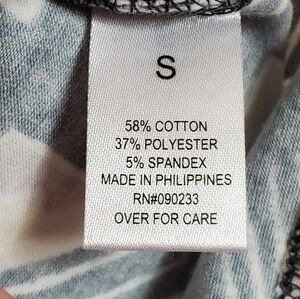 S
58% COTTON
37% POLYESTER
5% SPANDEX
MADE IN PHILIPPINES
RN#090233
OVER FOR CARE